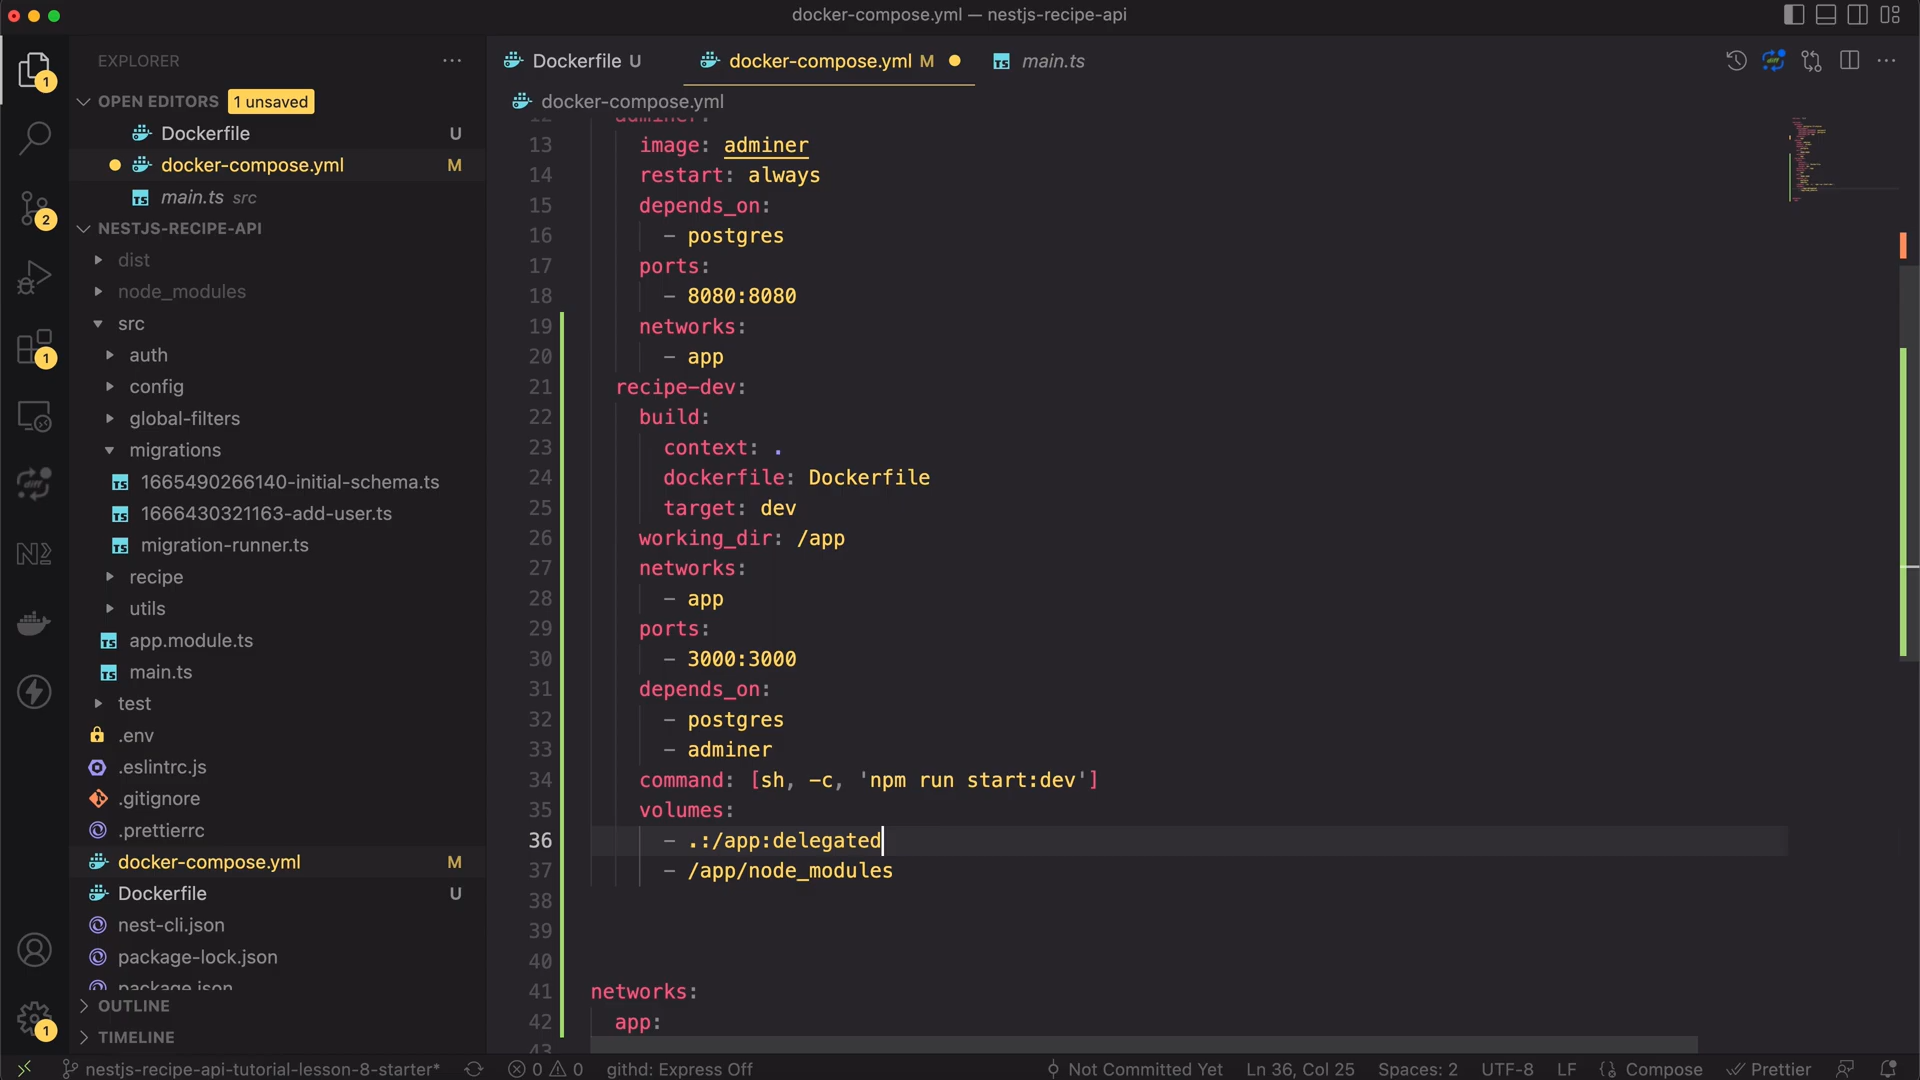 docker-compose.yml — nestjs-recipe-api
EXPLORER
OPEN EDITORS 1 unsaved
Dockerfile U
docker-compose.yml M
main.ts src
NESTJS-RECIPE-API
dist
node_modules
src
auth
config
global-filters
migrations
1665490266140-initial-schema.ts
1666430321163-add-user.ts
migration-runner.ts
recipe
utils
app.module.ts
main.ts
test
.env
.eslintrc.js
.gitignore
.prettierrc
docker-compose.yml M
Dockerfile U
nest-cli.json
package-lock.json
package.json
OUTLINE
TIMELINE
1
2
1
1
Dockerfile U
docker-compose.yml M
main.ts
docker-compose.yml
12 adminer:
13 image: adminer
14 restart: always
15 depends_on:
16 - postgres
17 ports:
18 - 8080:8080
19 networks:
20 - app
21 recipe-dev:
22 build:
23 context: .
24 dockerfile: Dockerfile
25 target: dev
26 working_dir: /app
27 networks:
28 - app
29 ports:
30 - 3000:3000
31 depends_on:
32 - postgres
33 - adminer
34 command: [sh, -c, 'npm run start:dev']
35 volumes:
36 - .:/app:delegated
37 - /app/node_modules
38
39
40
41 networks:
42 app:
43
nestjs-recipe-api-tutorial-lesson-8-starter* 0 0 githd: Express Off Not Committed Yet Ln 36, Col 25 Spaces: 2 UTF-8 LF {} Compose Prettier